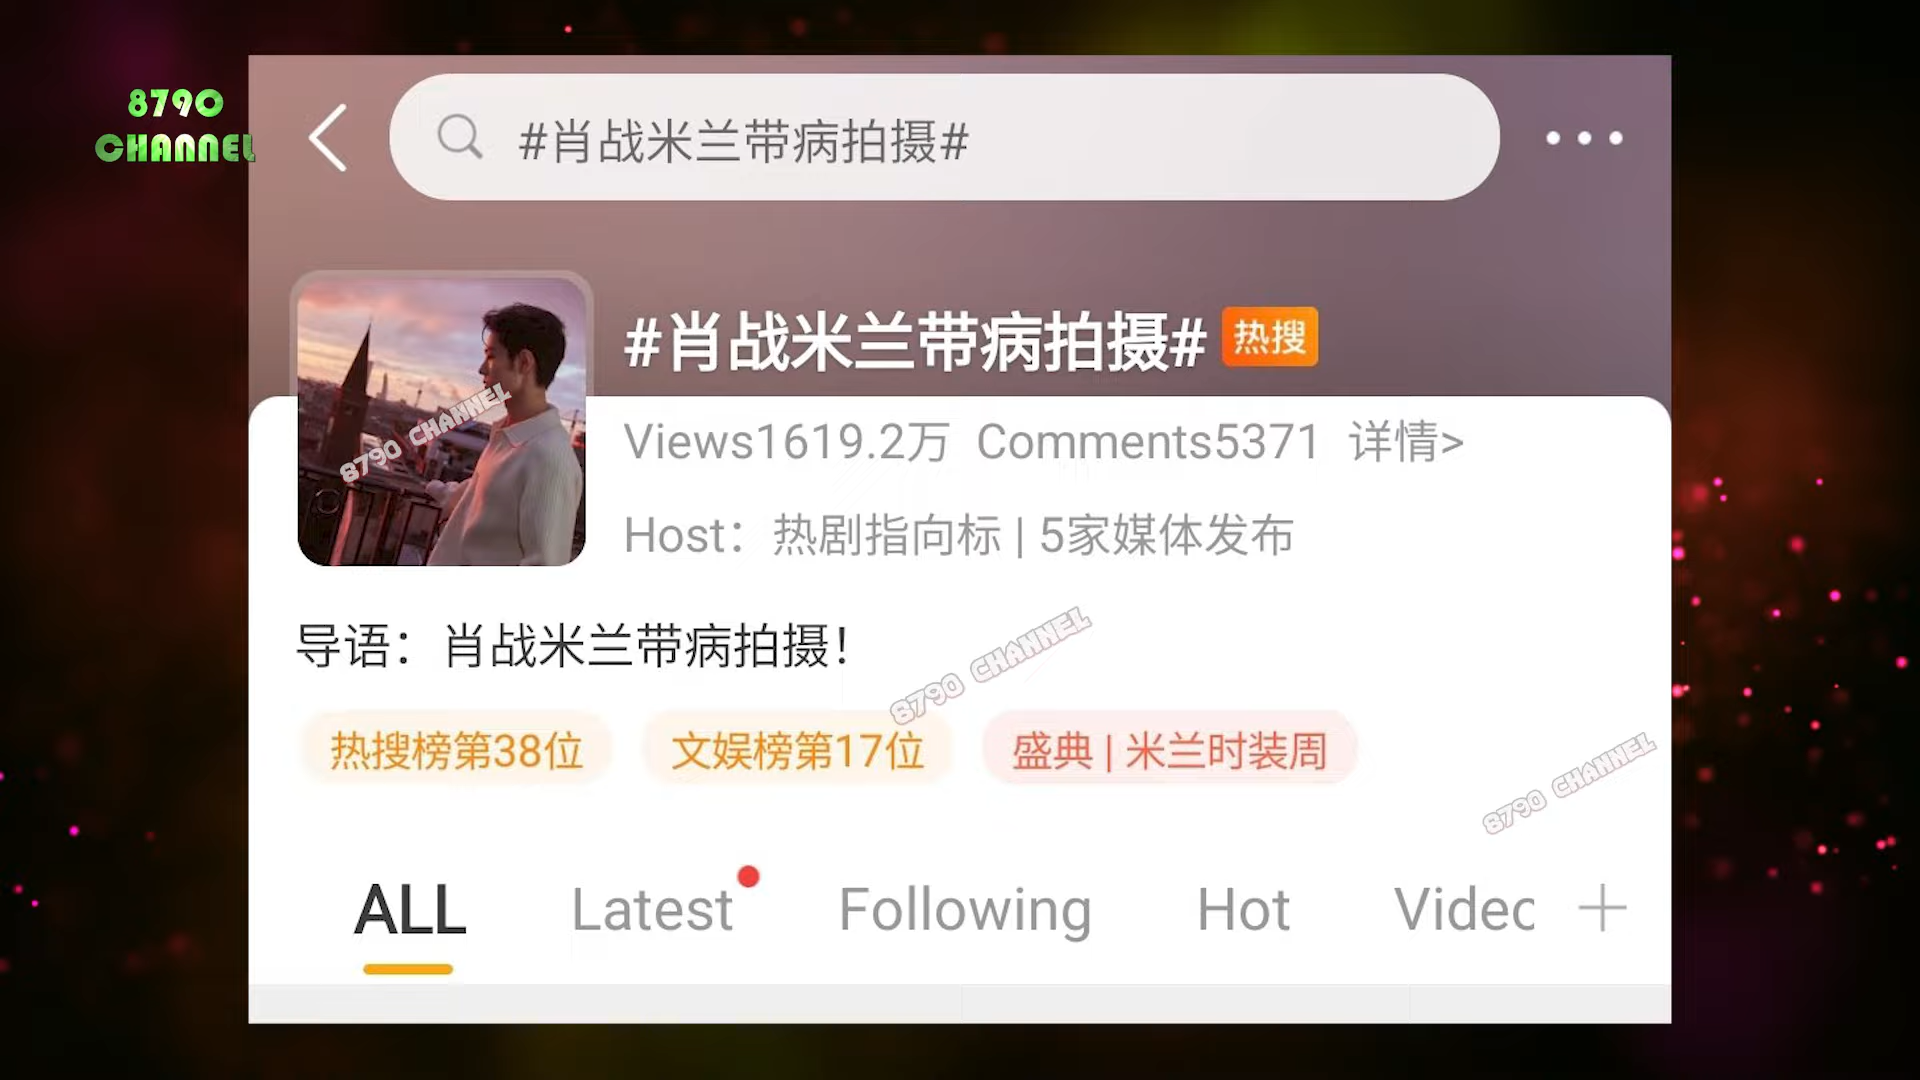 8790
CHANNEL
#肖战米兰带病拍摄#
#肖战米兰带病拍摄# 热搜
Views1619.2万 Comments5371 详情>
Host：热剧指向标 | 5家媒体发布
8790 CHANNEL
导语：肖战米兰带病拍摄！
8790 CHANNEL
热搜榜第38位 文娱榜第17位 盛典 | 米兰时装周
8790 CHANNEL
ALL Latest Following Hot Video